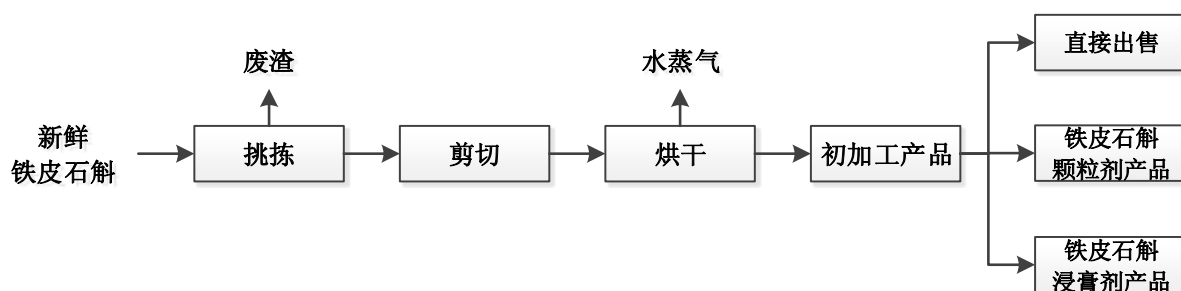 废渣
水蒸气
直接出售
新鲜
铁皮石斛
挑拣
剪切
烘干
初加工产品
铁皮石斛
颗粒剂产品
铁皮石斛
浸膏剂产品